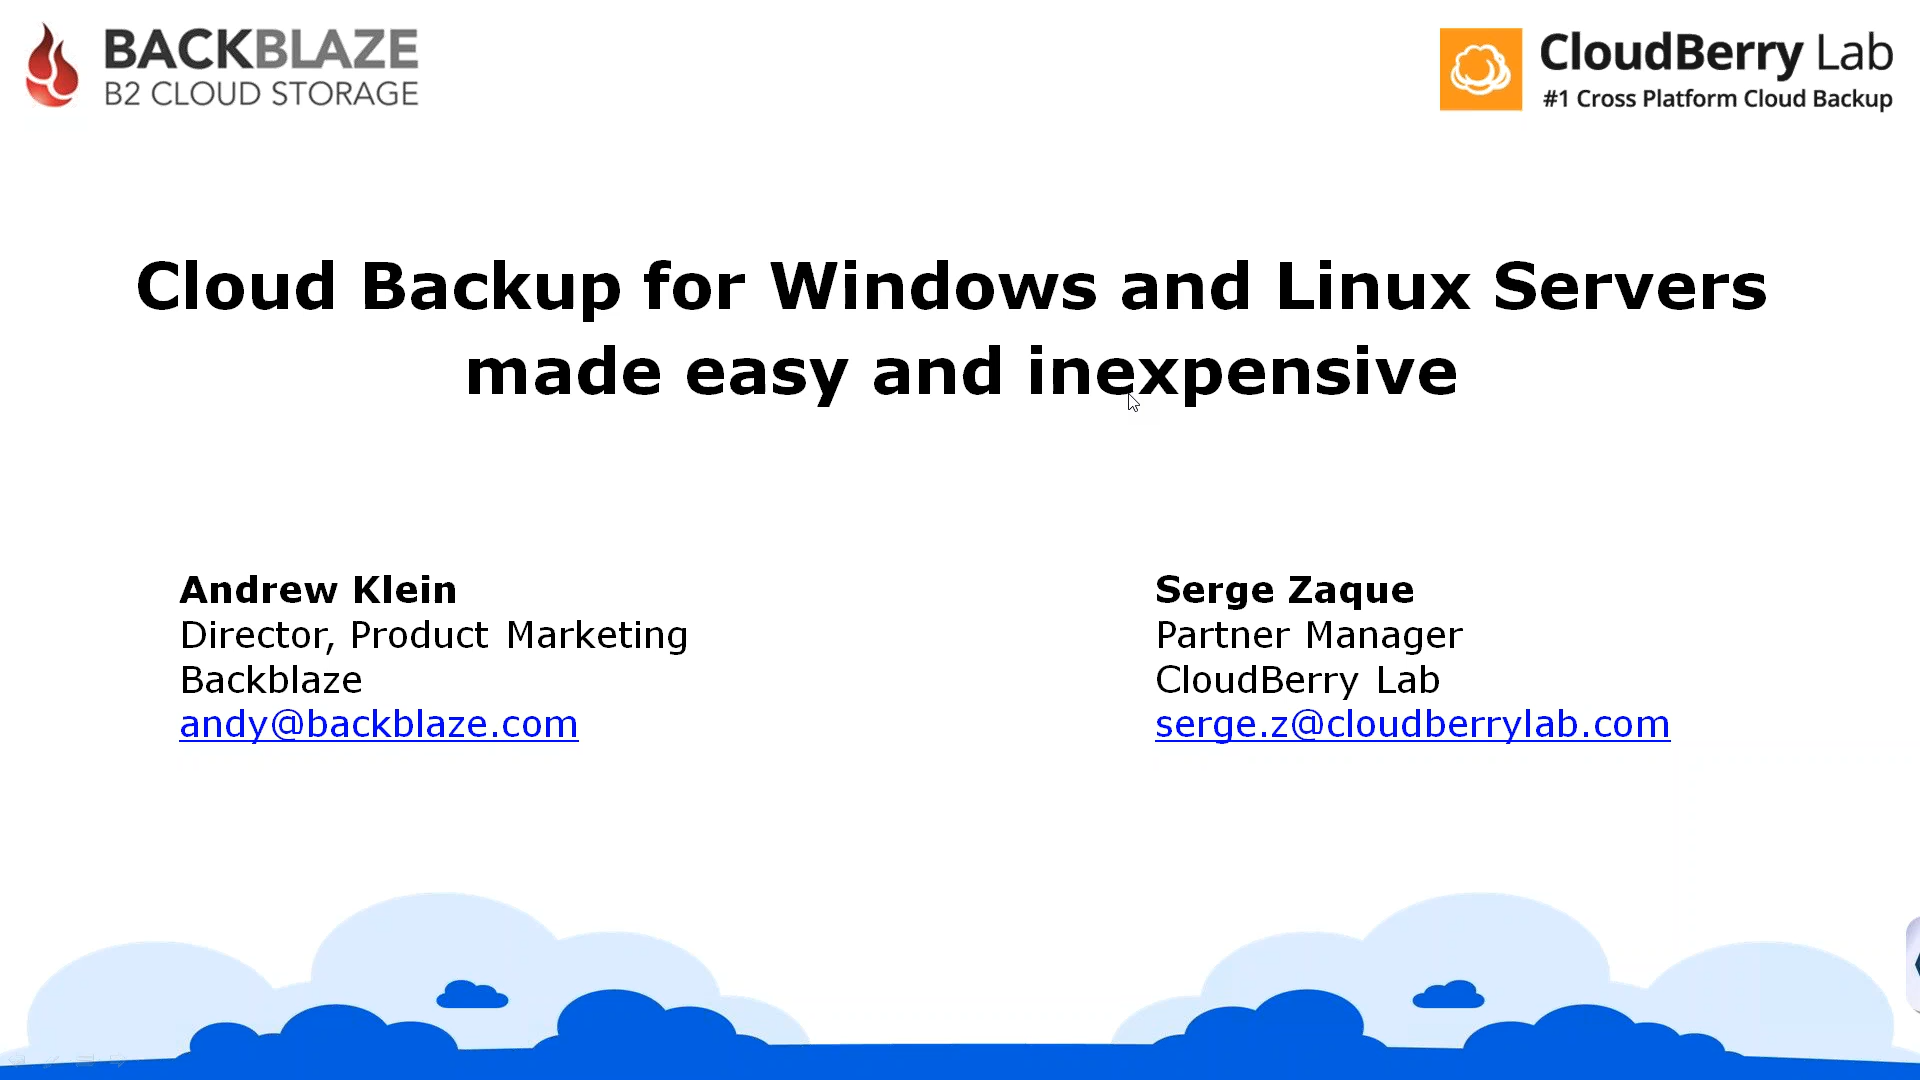 BACKBLAZE
B2 CLOUD STORAGE
CloudBerry Lab
#1 Cross Platform Cloud Backup
Cloud Backup for Windows and Linux Servers
made easy and inexpensive
Andrew Klein
Director, Product Marketing
Backblaze
andy@backblaze.com
Serge Zaque
Partner Manager
CloudBerry Lab
serge.z@cloudberrylab.com